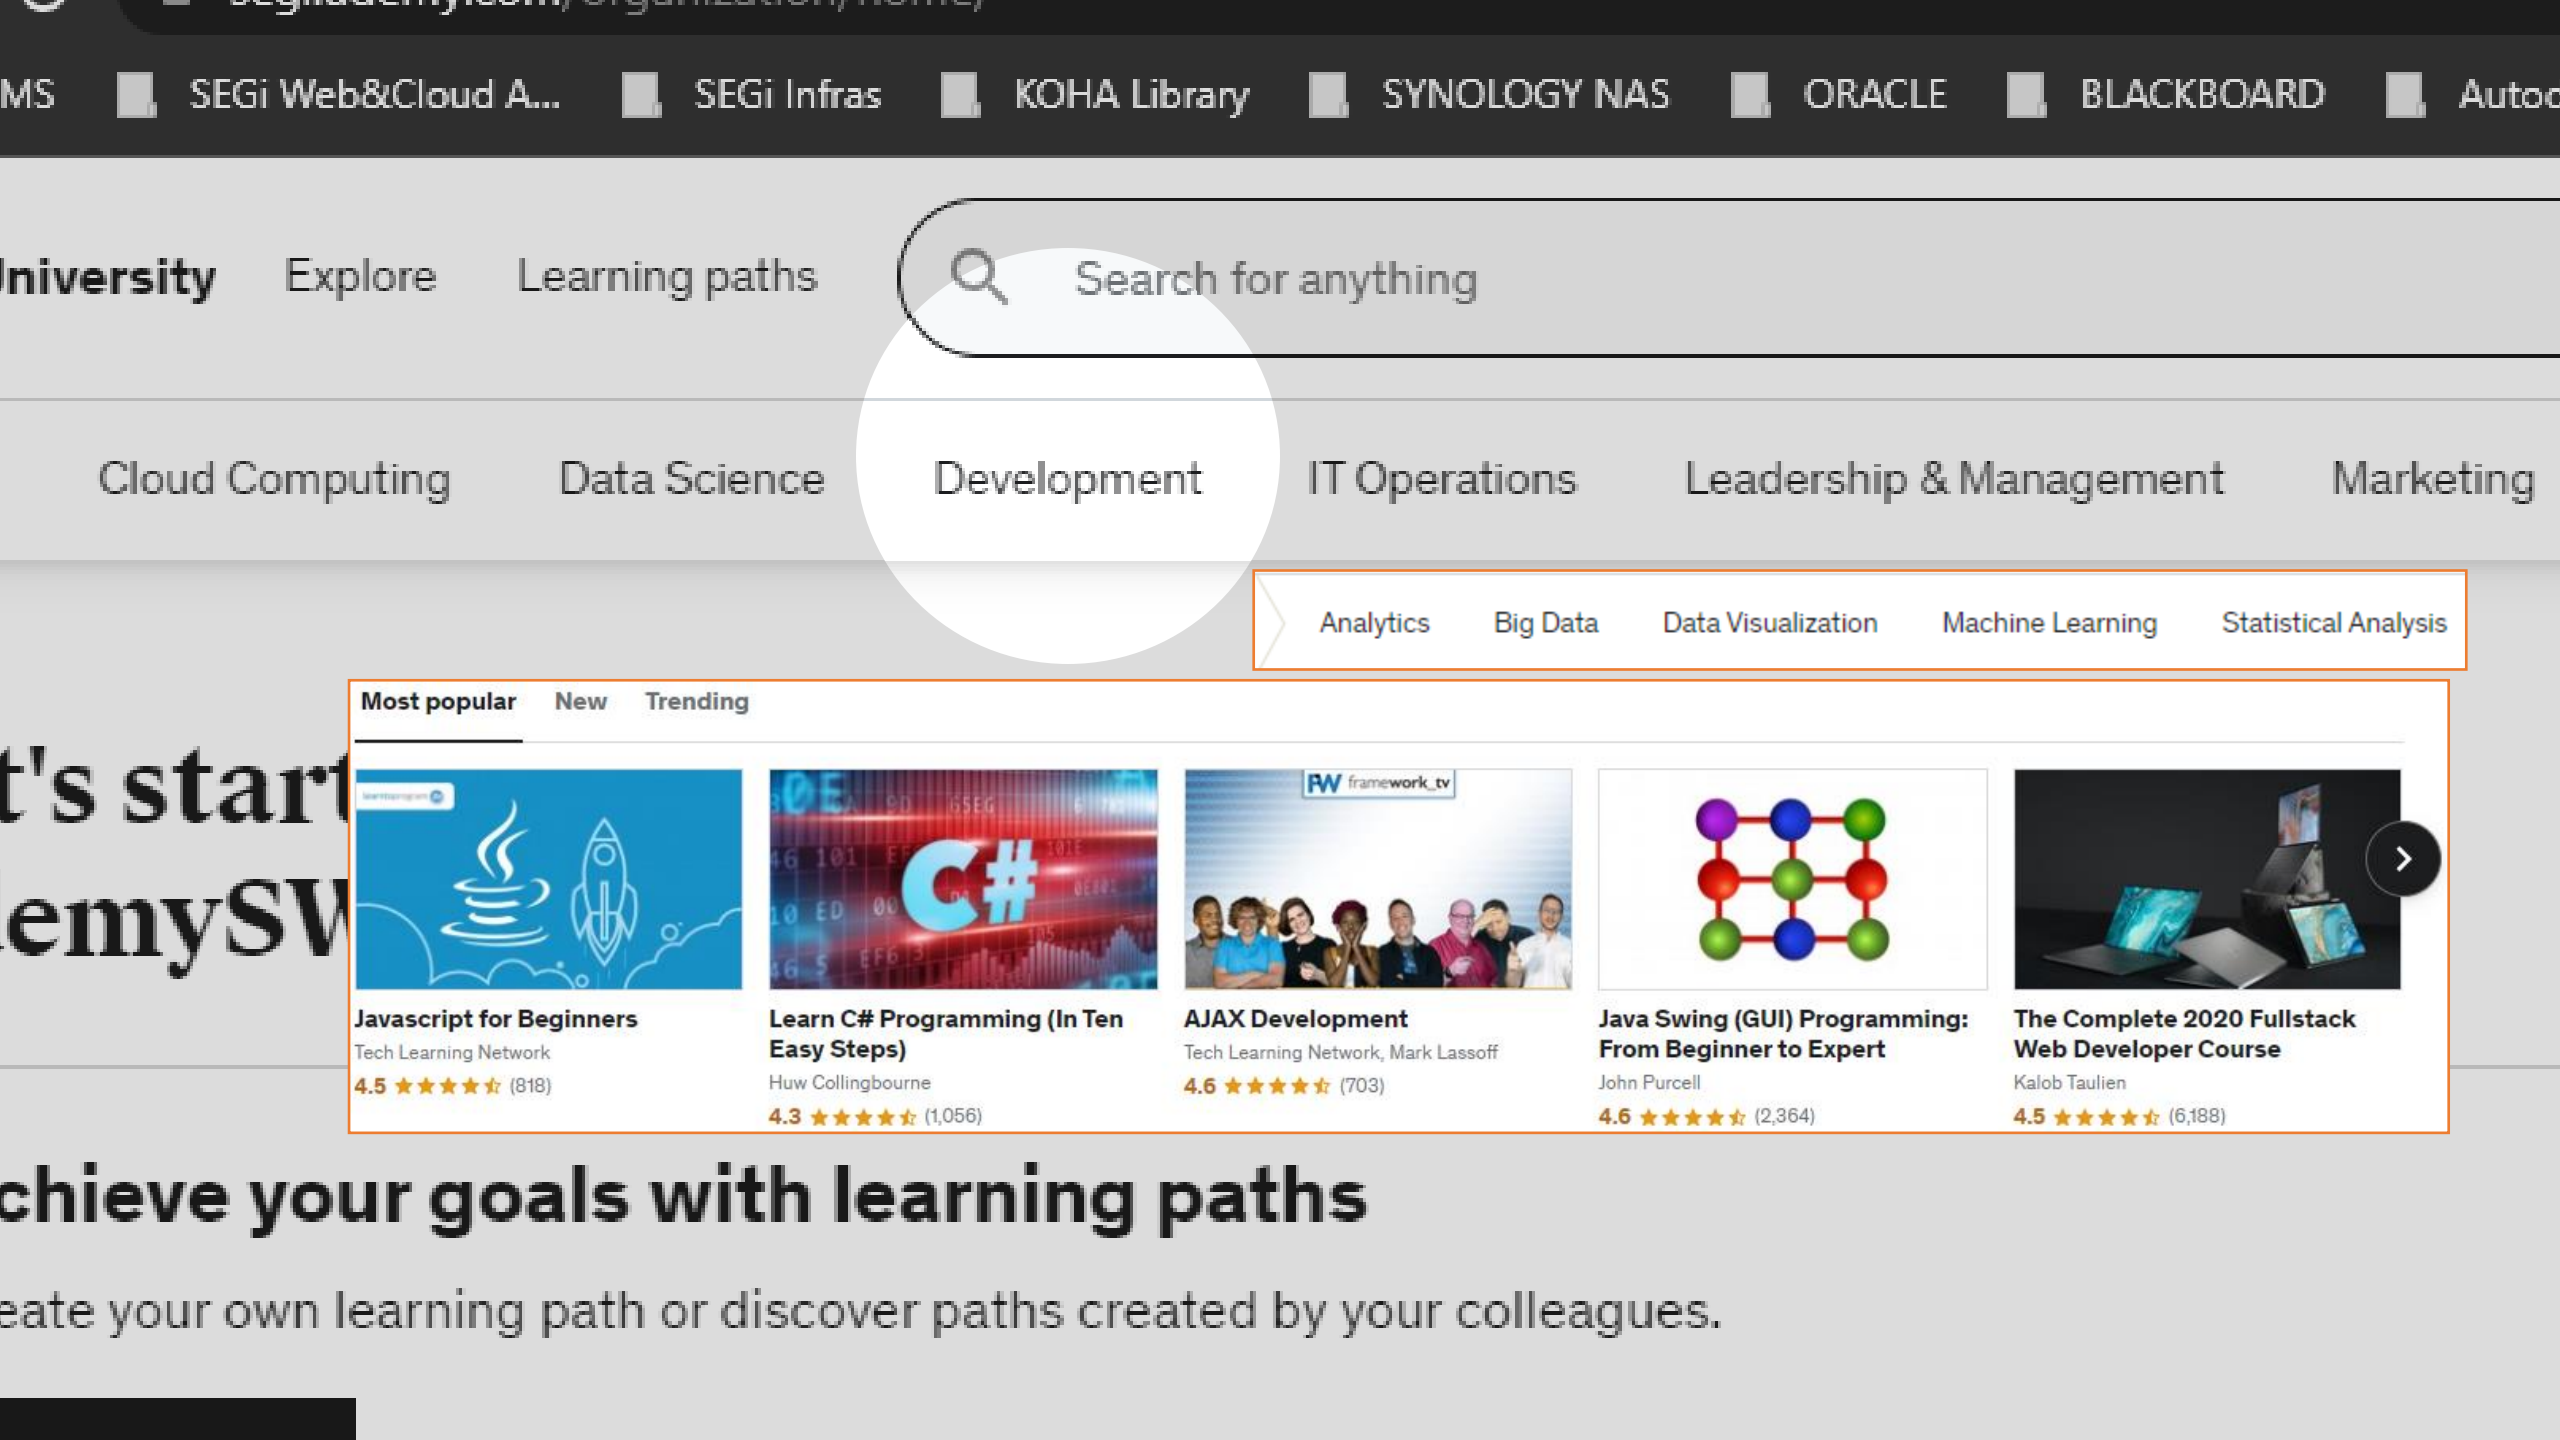 MS SEGi Web&Cloud A... SEGi Infras KOHA Library SYNOLOGY NAS ORACLE BLACKBOARD
University Explore Learning paths Search for anything
Cloud Computing Data Science Development IT Operations Leadership & Management Marketing
Analytics Big Data Data Visualization Machine Learning Statistical Analysis
Most popular New Trending
t's start
demySW
FW framework_tv
C#
Javascript for Beginners
Tech Learning Network
4.5 (818)
Learn C# Programming (In Ten
Easy Steps)
Huw Collingbourne
4.3 (1,056)
AJAX Development
Tech Learning Network, Mark Lassoff
4.6 (703)
Java Swing (GUI) Programming:
From Beginner to Expert
John Purcell
4.6 (2,364)
The Complete 2020 Fullstack
Web Developer Course
Kalob Taulien
4.5 (6,188)
chieve your goals with learning paths
eate your own learning path or discover paths created by your colleagues.